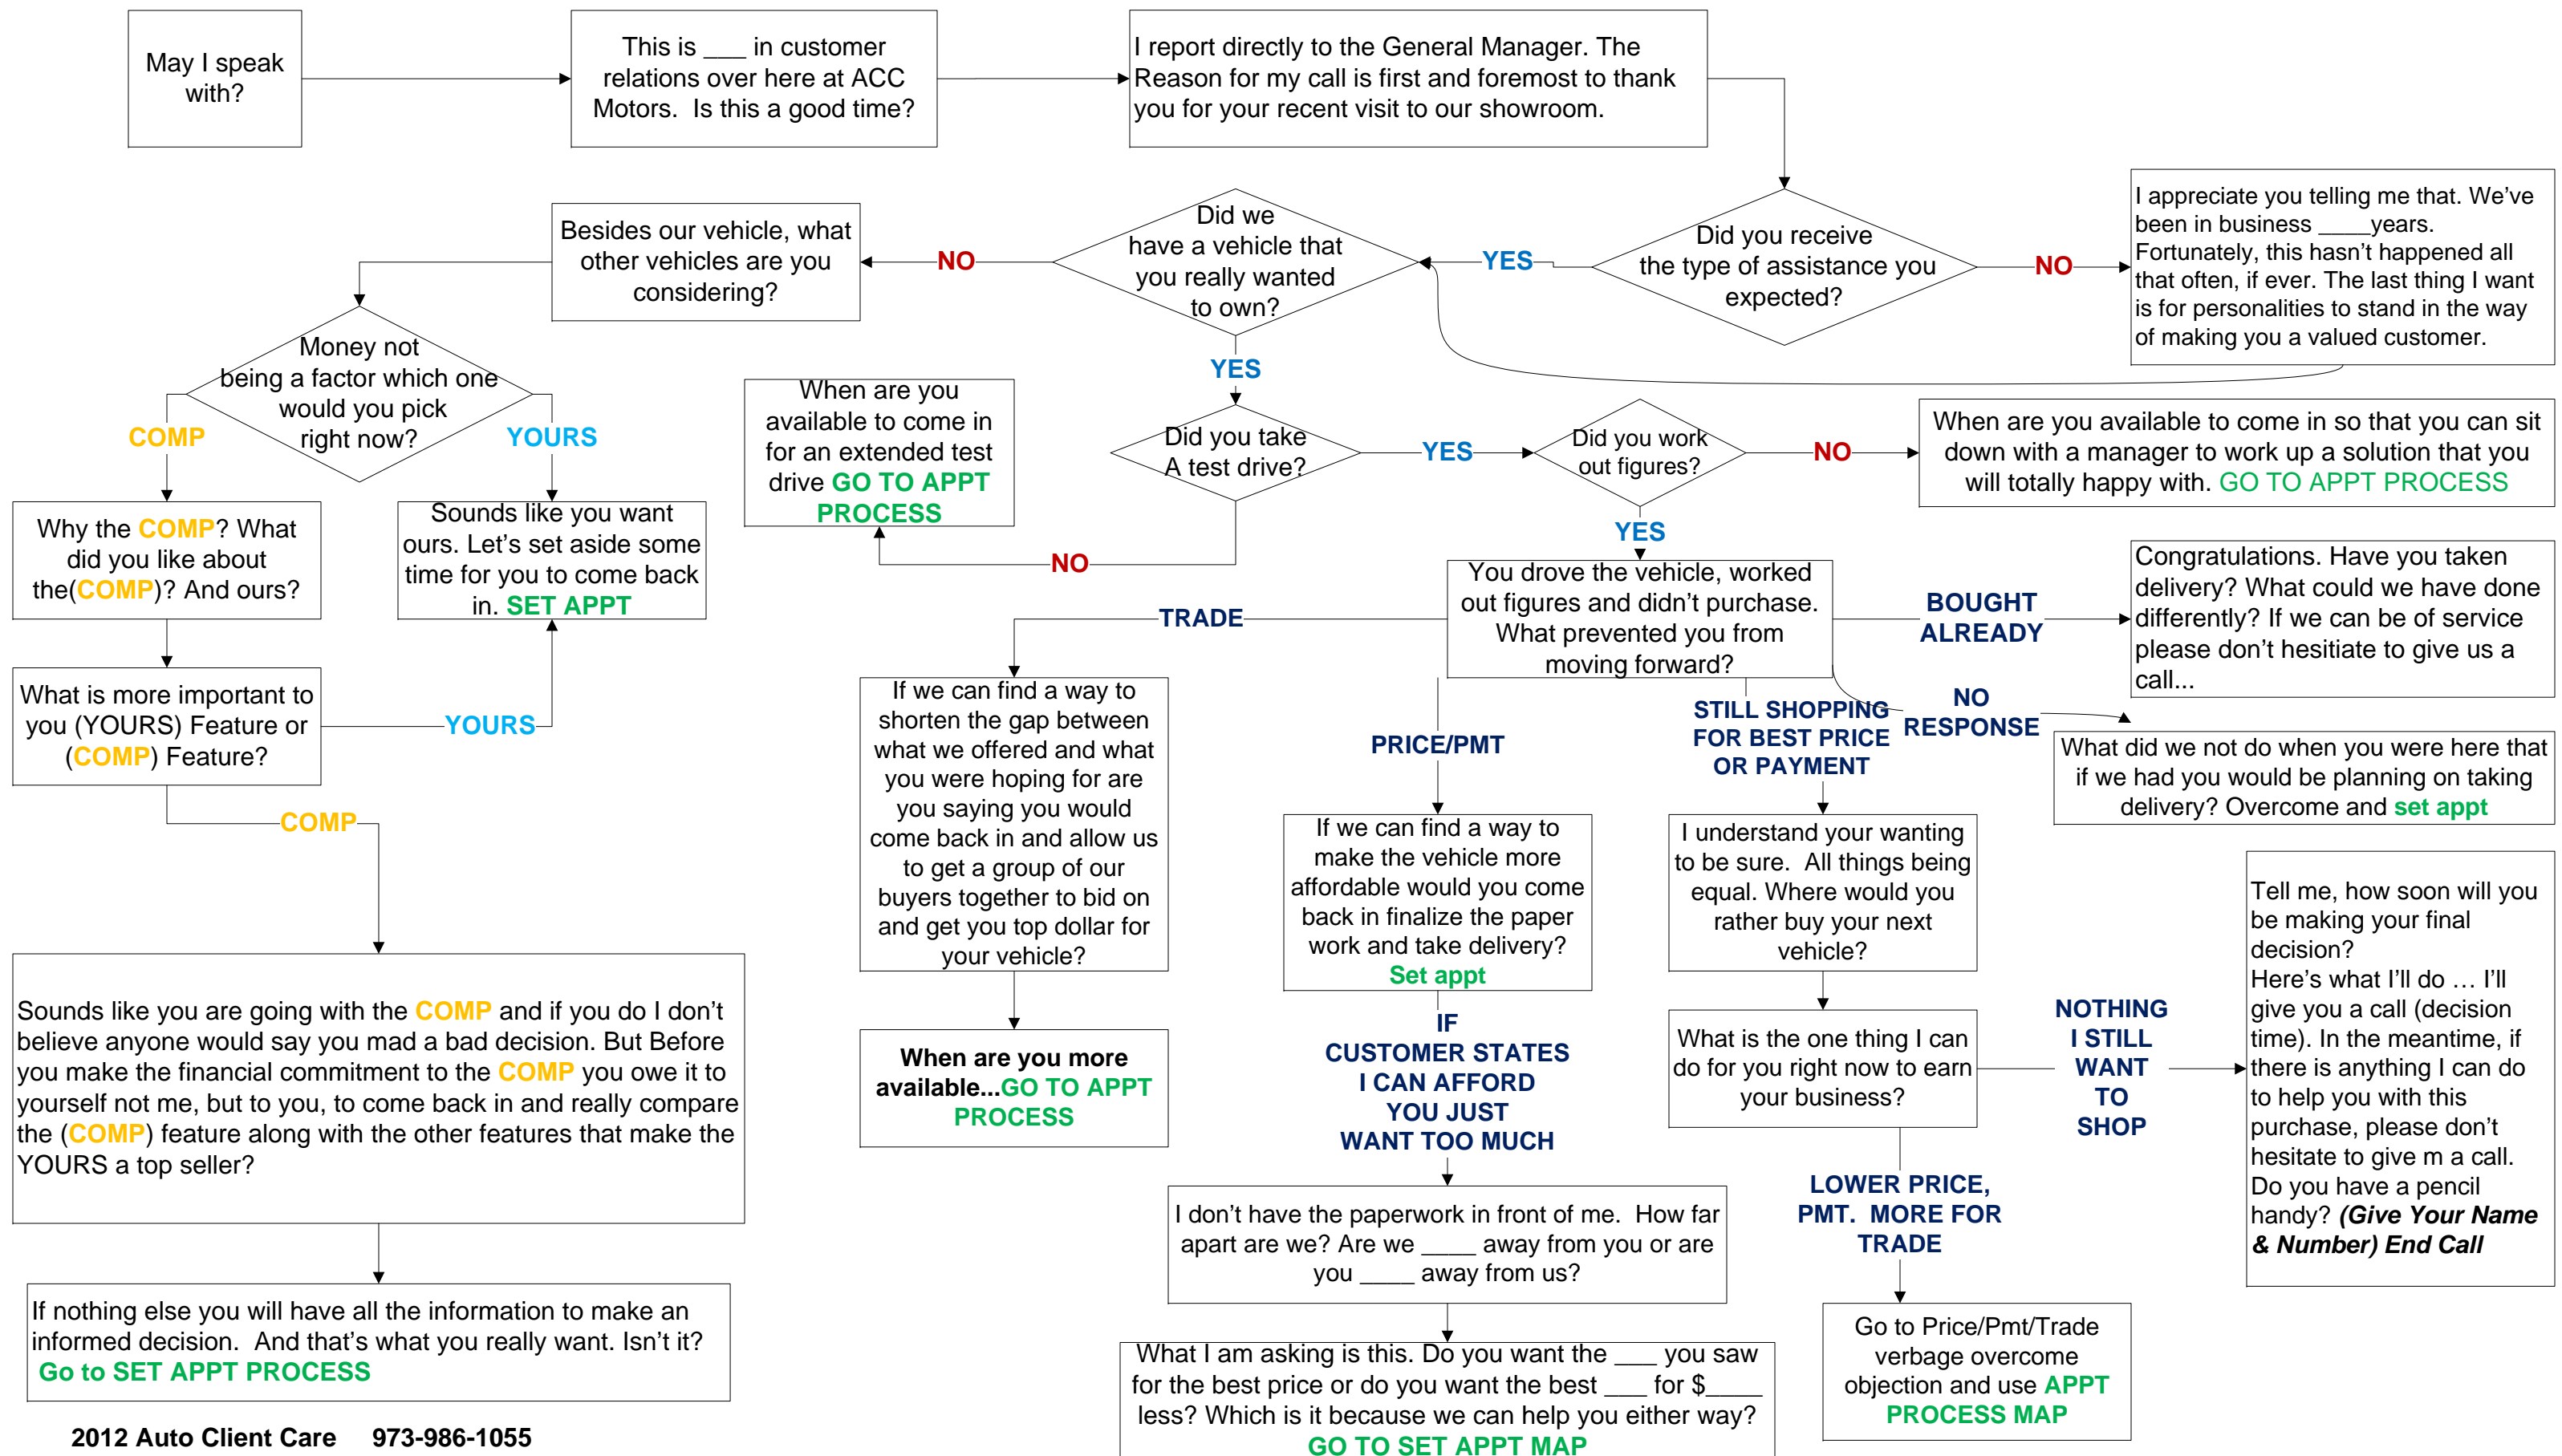 May I speak
with?
This is ___ in customer
relations over here at ACC
Motors.  Is this a good time?
I report directly to the General Manager. The
Reason for my call is first and foremost to thank
you for your recent visit to our showroom.
Did you receive
the type of assistance you
expected?
NO
I appreciate you telling me that. We’ve
been in business ____years.
Fortunately, this hasn’t happened all
that often, if ever. The last thing I want
is for personalities to stand in the way
of making you a valued customer.
YES
Did we
have a vehicle that
you really wanted
to own?
NO
Besides our vehicle, what
other vehicles are you
considering?
Money not
being a factor which one
would you pick
right now?
COMP
YOURS
Why the COMP? What
did you like about
the(COMP)? And ours?
Sounds like you want
ours. Let’s set aside some
time for you to come back
in. SET APPT
What is more important to
you (YOURS) Feature or
(COMP) Feature?
YOURS
COMP
Sounds like you are going with the COMP and if you do I don’t
believe anyone would say you mad a bad decision. But Before
you make the financial commitment to the COMP you owe it to
yourself not me, but to you, to come back in and really compare
the (COMP) feature along with the other features that make the
YOURS a top seller?
If nothing else you will have all the information to make an
informed decision.  And that’s what you really want. Isn’t it?
Go to SET APPT PROCESS
YES
Did you take
A test drive?
NO
When are you
available to come in
for an extended test
drive GO TO APPT
PROCESS
YES
Did you work
out figures?
NO
When are you available to come in so that you can sit
down with a manager to work up a solution that you
will totally happy with. GO TO APPT PROCESS
YES
You drove the vehicle, worked
out figures and didn’t purchase.
What prevented you from
moving forward?
TRADE
If we can find a way to
shorten the gap between
what we offered and what
you were hoping for are
you saying you would
come back in and allow us
to get a group of our
buyers together to bid on
and get you top dollar for
your vehicle?
When are you more
available...GO TO APPT
PROCESS
PRICE/PMT
If we can find a way to
make the vehicle more
affordable would you come
back in finalize the paper
work and take delivery?
Set appt
IF
CUSTOMER STATES
I CAN AFFORD
YOU JUST
WANT TOO MUCH
I don’t have the paperwork in front of me.  How far
apart are we? Are we ____ away from you or are
you ____ away from us?
What I am asking is this. Do you want the ___ you saw
for the best price or do you want the best ___ for $____
less? Which is it because we can help you either way?
GO TO SET APPT MAP
STILL SHOPPING
FOR BEST PRICE
OR PAYMENT
I understand your wanting
to be sure.  All things being
equal. Where would you
rather buy your next
vehicle?
What is the one thing I can
do for you right now to earn
your business?
LOWER PRICE,
PMT.  MORE FOR
TRADE
Go to Price/Pmt/Trade
verbage overcome
objection and use APPT
PROCESS MAP
NOTHING
I STILL
WANT
TO
SHOP
Tell me, how soon will you
be making your final
decision?
Here’s what I’ll do … I’ll
give you a call (decision
time). In the meantime, if
there is anything I can do
to help you with this
purchase, please don’t
hesitate to give m a call.
Do you have a pencil
handy? (Give Your Name
& Number) End Call
NO
RESPONSE
What did we not do when you were here that
if we had you would be planning on taking
delivery? Overcome and set appt
BOUGHT
ALREADY
Congratulations. Have you taken
delivery? What could we have done
differently? If we can be of service
please don’t hesitiate to give us a
call...
2012 Auto Client Care     973-986-1055